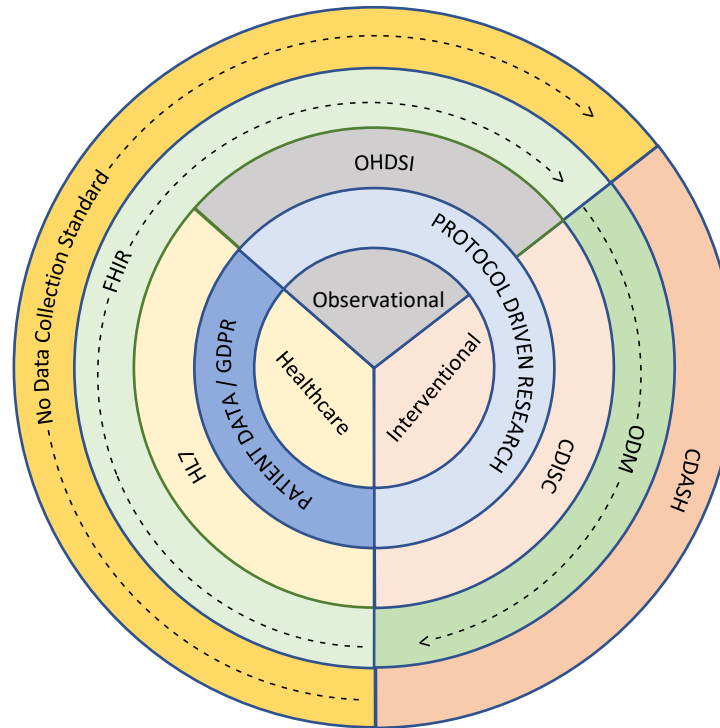 No Data Collection Standard
FHIR
OHDSI
PROTOCOL DRIVEN RESEARCH
Observational
Healthcare
Interventional
PATIENT DATA / GDPR
HL7
CDISC
ODM
CDASH